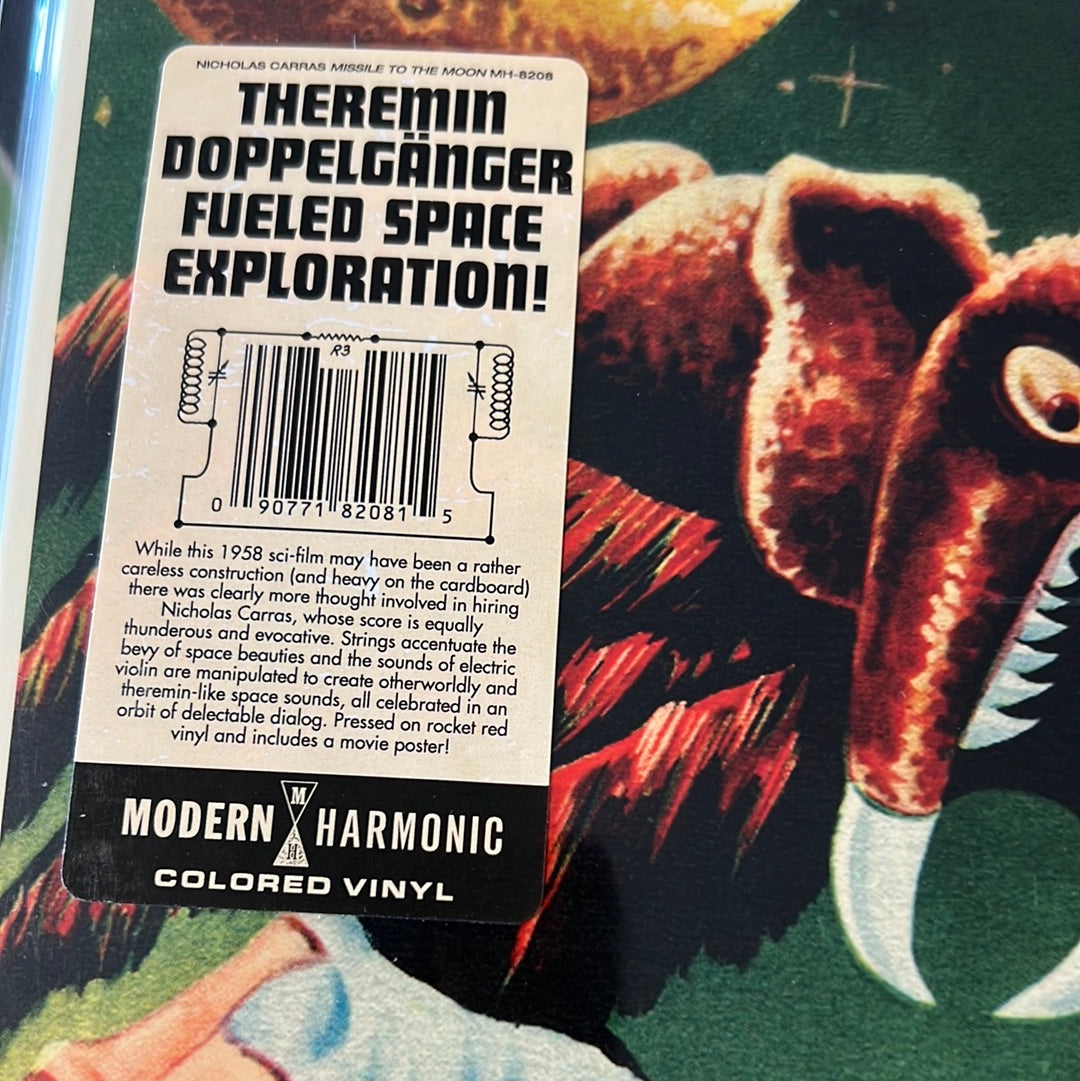 NICHOLAS CARRAS MISSILE TO THE MOON MH-8208
THEREMIN
DOPPELGÄNGER
FUELED SPACE
EXPLORATION!
R3
0 90771 82081 5
While this 1958 sci-film may have been a rather
careless construction (and heavy on the cardboard)
there was clearly more thought involved in hiring
Nicholas Carras, whose score is equally
thunderous and evocative. Strings accentuate the
bevy of space beauties and the sounds of electric
violin are manipulated to create otherworldly and
theremin-like space sounds, all celebrated in an
orbit of delectable dialog. Pressed on rocket red
vinyl and includes a movie poster!
MODERN M H HARMONIC
COLORED VINYL